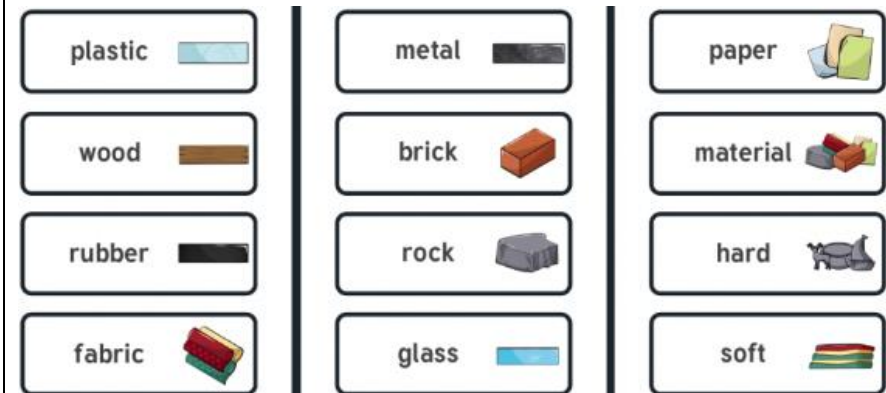 plastic
wood
rubber
fabric
metal
brick
rock
glass
paper
material
hard
soft